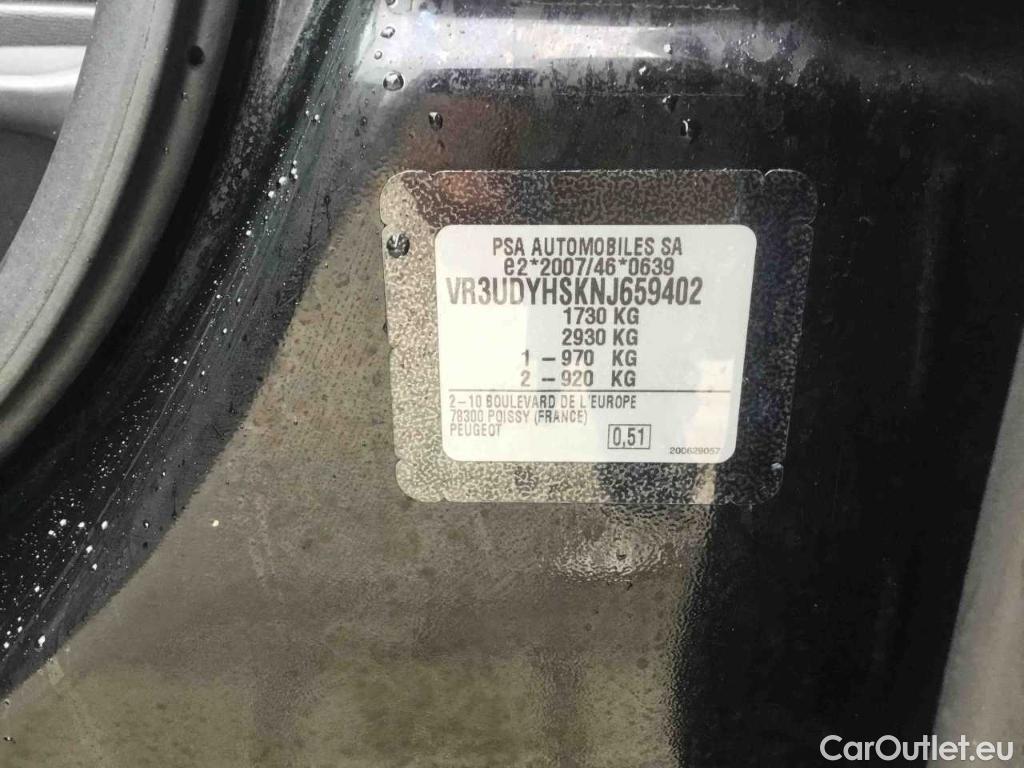 PSA AUTOMOBILES SA
e2*2007/46*0639
VR3UDYHSKNJ659402
1730 KG
2930 KG
1 – 970 KG
2 – 920 KG
2–10 BOULEVARD DE L'EUROPE
78300 POISSY (FRANCE)
PEUGEOT
0,51
200629057
CarOutlet.eu